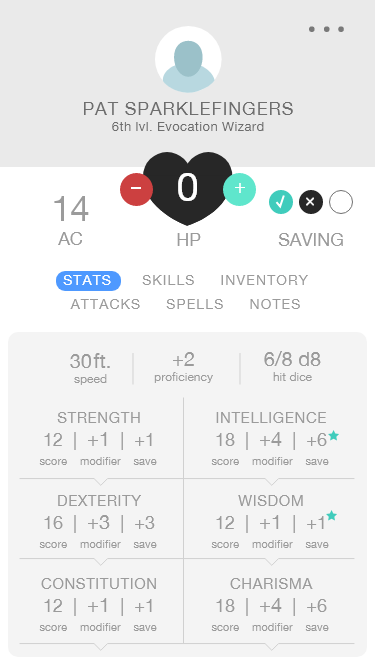 PAT SPARKLEFINGERS
6th lvl. Evocation Wizard
− 0 +
14
AC HP SAVING
STATS SKILLS INVENTORY
ATTACKS SPELLS NOTES
30ft. +2 6/8 d8
speed proficiency hit dice
STRENGTH INTELLIGENCE
12 | +1 | +1 18 | +4 | +6
score modifier save score modifier save
DEXTERITY WISDOM
16 | +3 | +3 12 | +1 | +1
score modifier save score modifier save
CONSTITUTION CHARISMA
12 | +1 | +1 18 | +4 | +6
score modifier save score modifier save